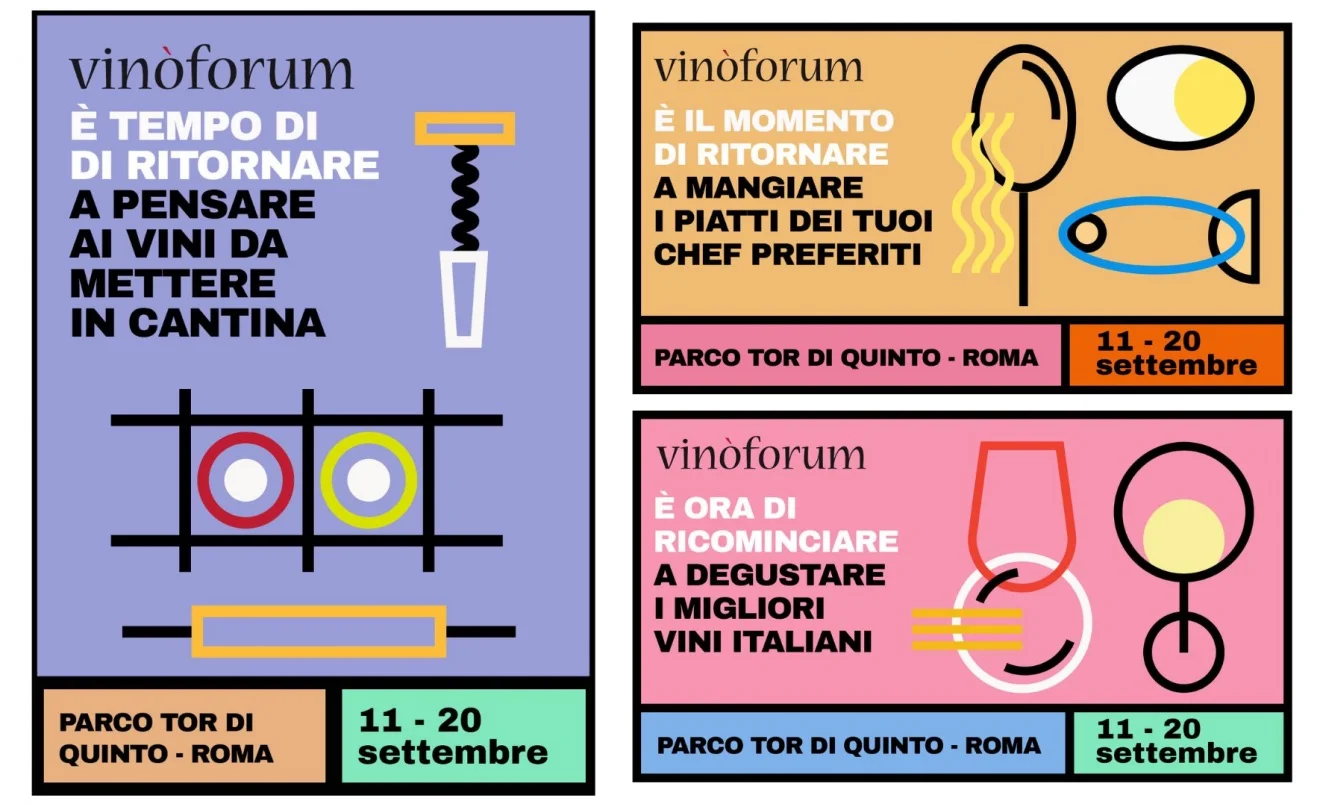 vinòforum
È TEMPO DI
DI RITORNARE
A PENSARE
AI VINI DA
METTERE
IN CANTINA
PARCO TOR DI
QUINTO - ROMA
11 - 20
settembre
vinòforum
È IL MOMENTO
DI RITORNARE
A MANGIARE
I PIATTI DEI TUOI
CHEF PREFERITI
PARCO TOR DI QUINTO - ROMA
11 - 20
settembre
vinòforum
È ORA DI
RICOMINCIARE
A DEGUSTARE
I MIGLIORI
VINI ITALIANI
PARCO TOR DI QUINTO - ROMA
11 - 20
settembre